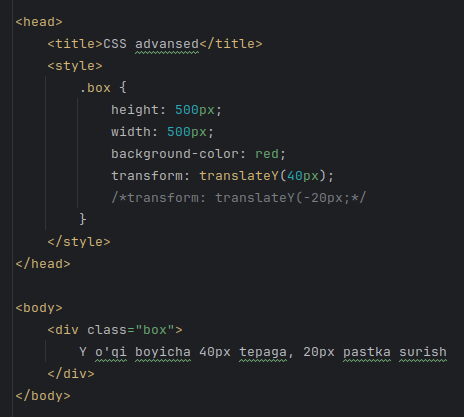 <head>
    <title>CSS advansed</title>
    <style>
        .box {
            height: 500px;
            width: 500px;
            background-color: red;
            transform: translateY(40px);
            /*transform: translateY(-20px;*/
        }
    </style>
</head>

<body>
    <div class="box">
        Y o'qi boyicha 40px tepaga, 20px pastka surish
    </div>
</body>